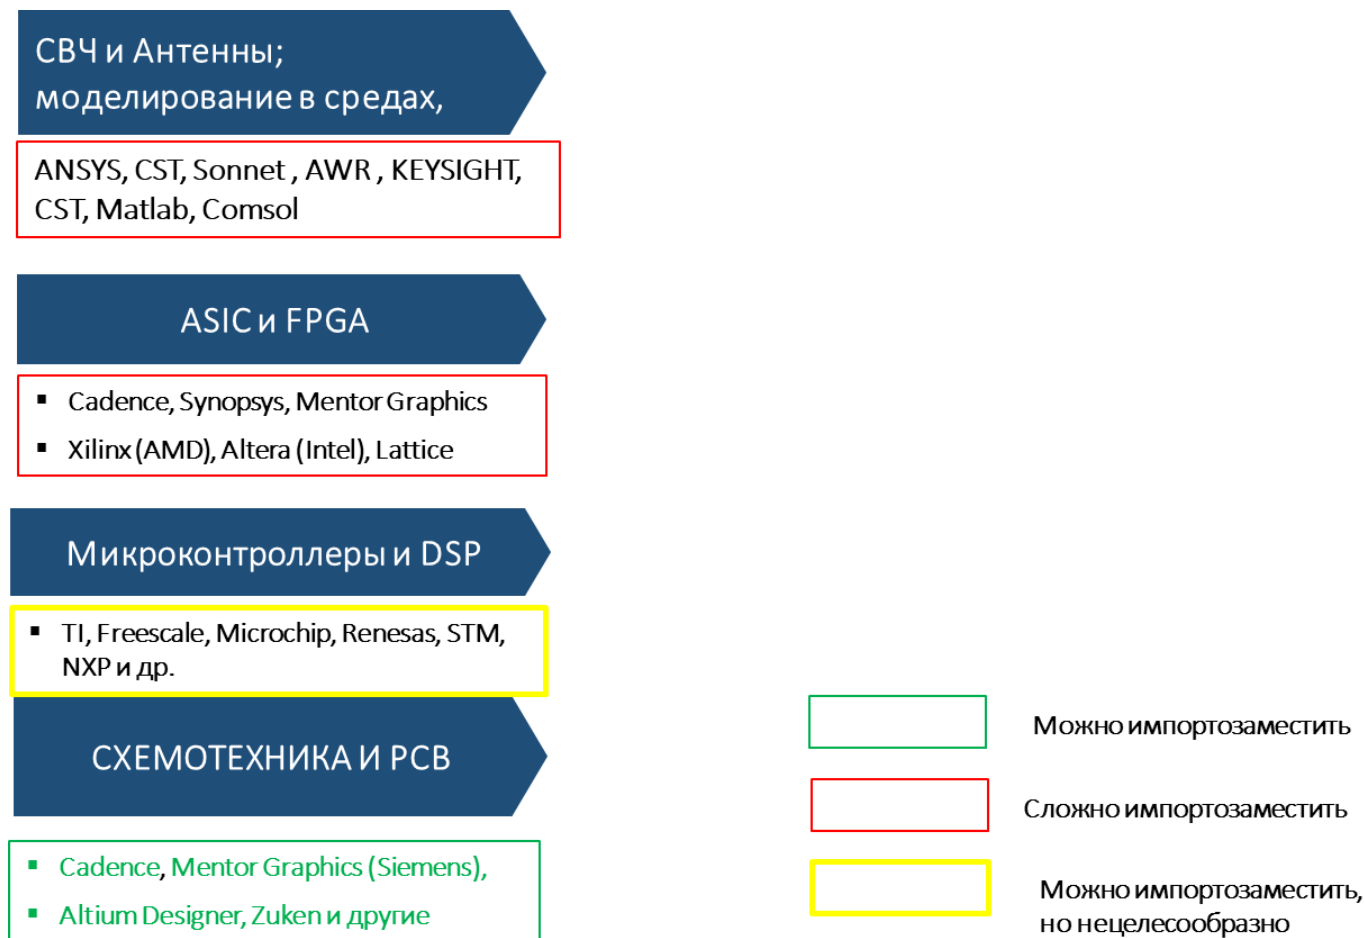 СВЧ и Антенны;
моделирование в средах,
ANSYS, CST, Sonnet , AWR , KEYSIGHT,
CST, Matlab, Comsol
ASIC и FPGA
▪ Cadence, Synopsys, Mentor Graphics
▪ Xilinx (AMD), Altera (Intel), Lattice
Микроконтроллеры и DSP
▪ TI, Freescale, Microchip, Renesas, STM,
NXP и др.
СХЕМОТЕХНИКА И PCB
▪ Cadence, Mentor Graphics (Siemens),
▪ Altium Designer, Zuken и другие
Можно импортозаместить
Сложно импортозаместить
Можно импортозаместить,
но нецелесообразно